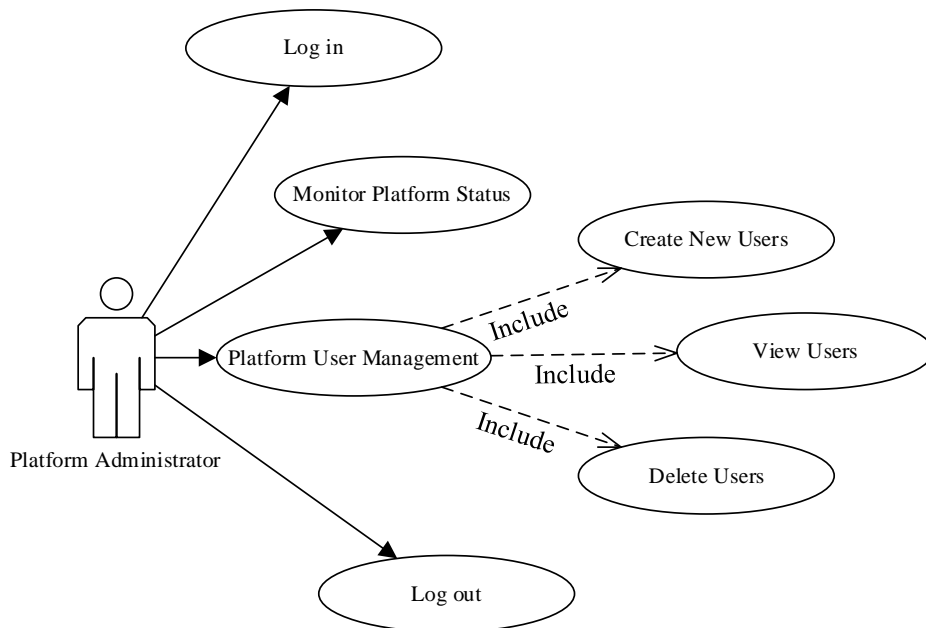 Log in
Monitor Platform Status
Create New Users
Include
Platform User Management
Include
View Users
Include
Platform Administrator
Delete Users
Log out